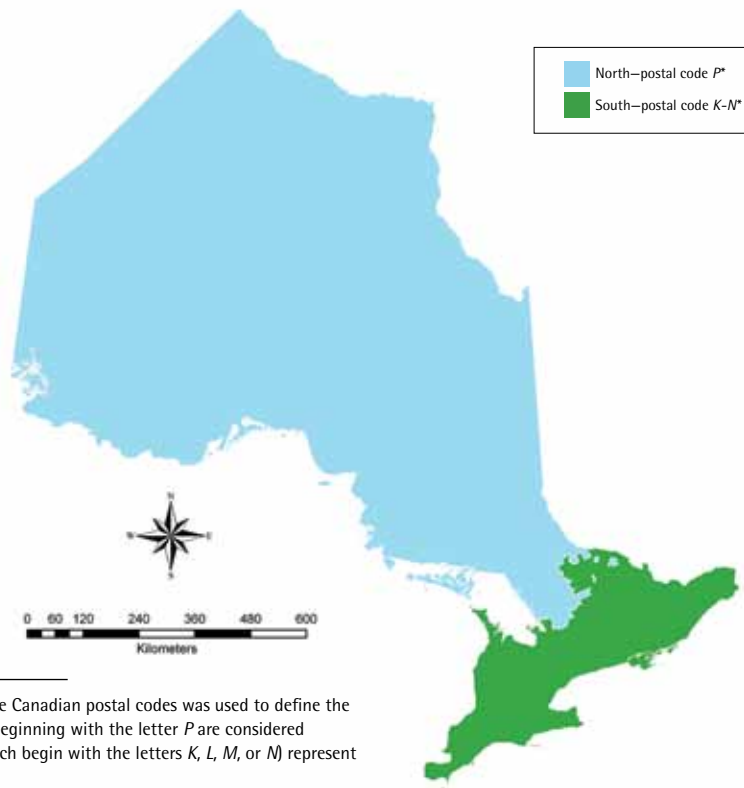 North—postal code P*
South—postal code K-N*
N
W E
S
0 60 120 240 360 480 600
Kilometers
e Canadian postal codes was used to define the
eginning with the letter P are considered
ch begin with the letters K, L, M, or N) represent